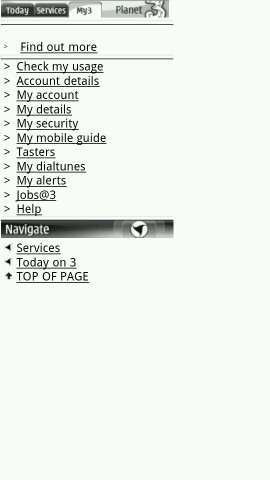 Today Services My3 Planet 3
> Find out more
> Check my usage
> Account details
> My account
> My details
> My security
> My mobile guide
> Tasters
> My dialtunes
> My alerts
> Jobs@3
> Help
Navigate
Services
Today on 3
TOP OF PAGE